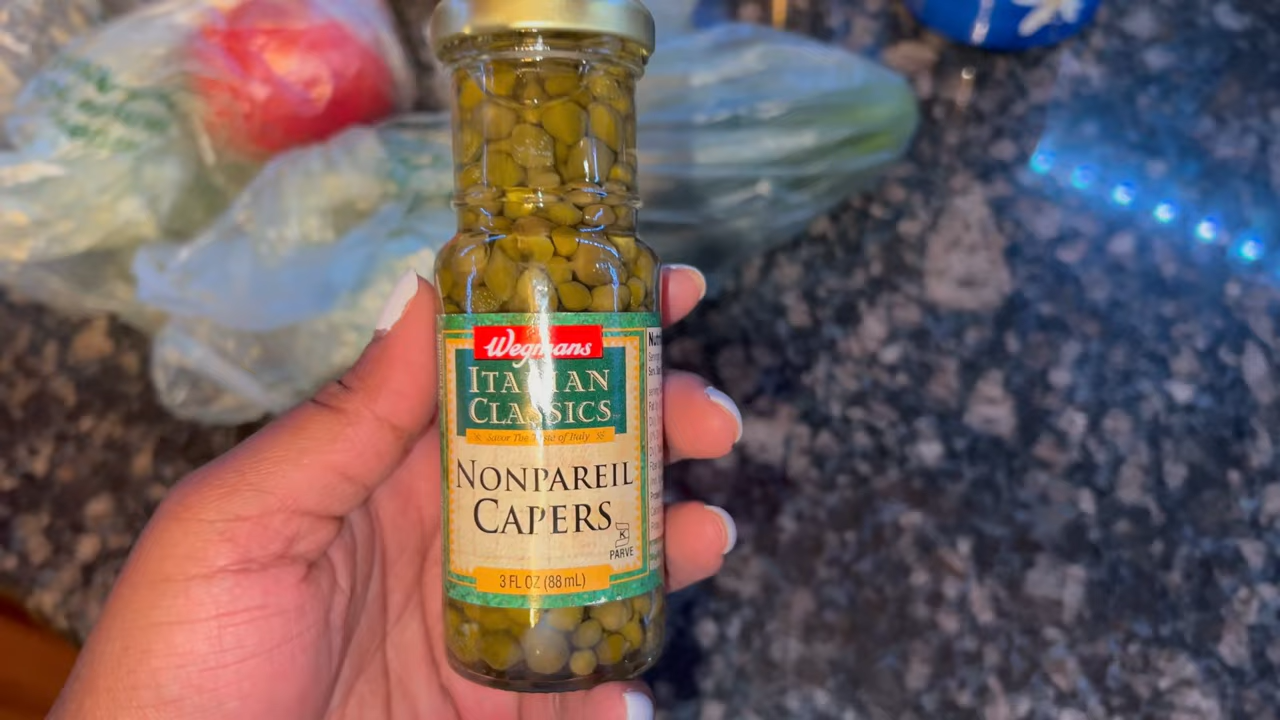 Wegmans
ITALIAN
CLASSICS
Savor The Taste of Italy
NONPAREIL
CAPERS
K
PARVE
3 FL OZ (88 mL)